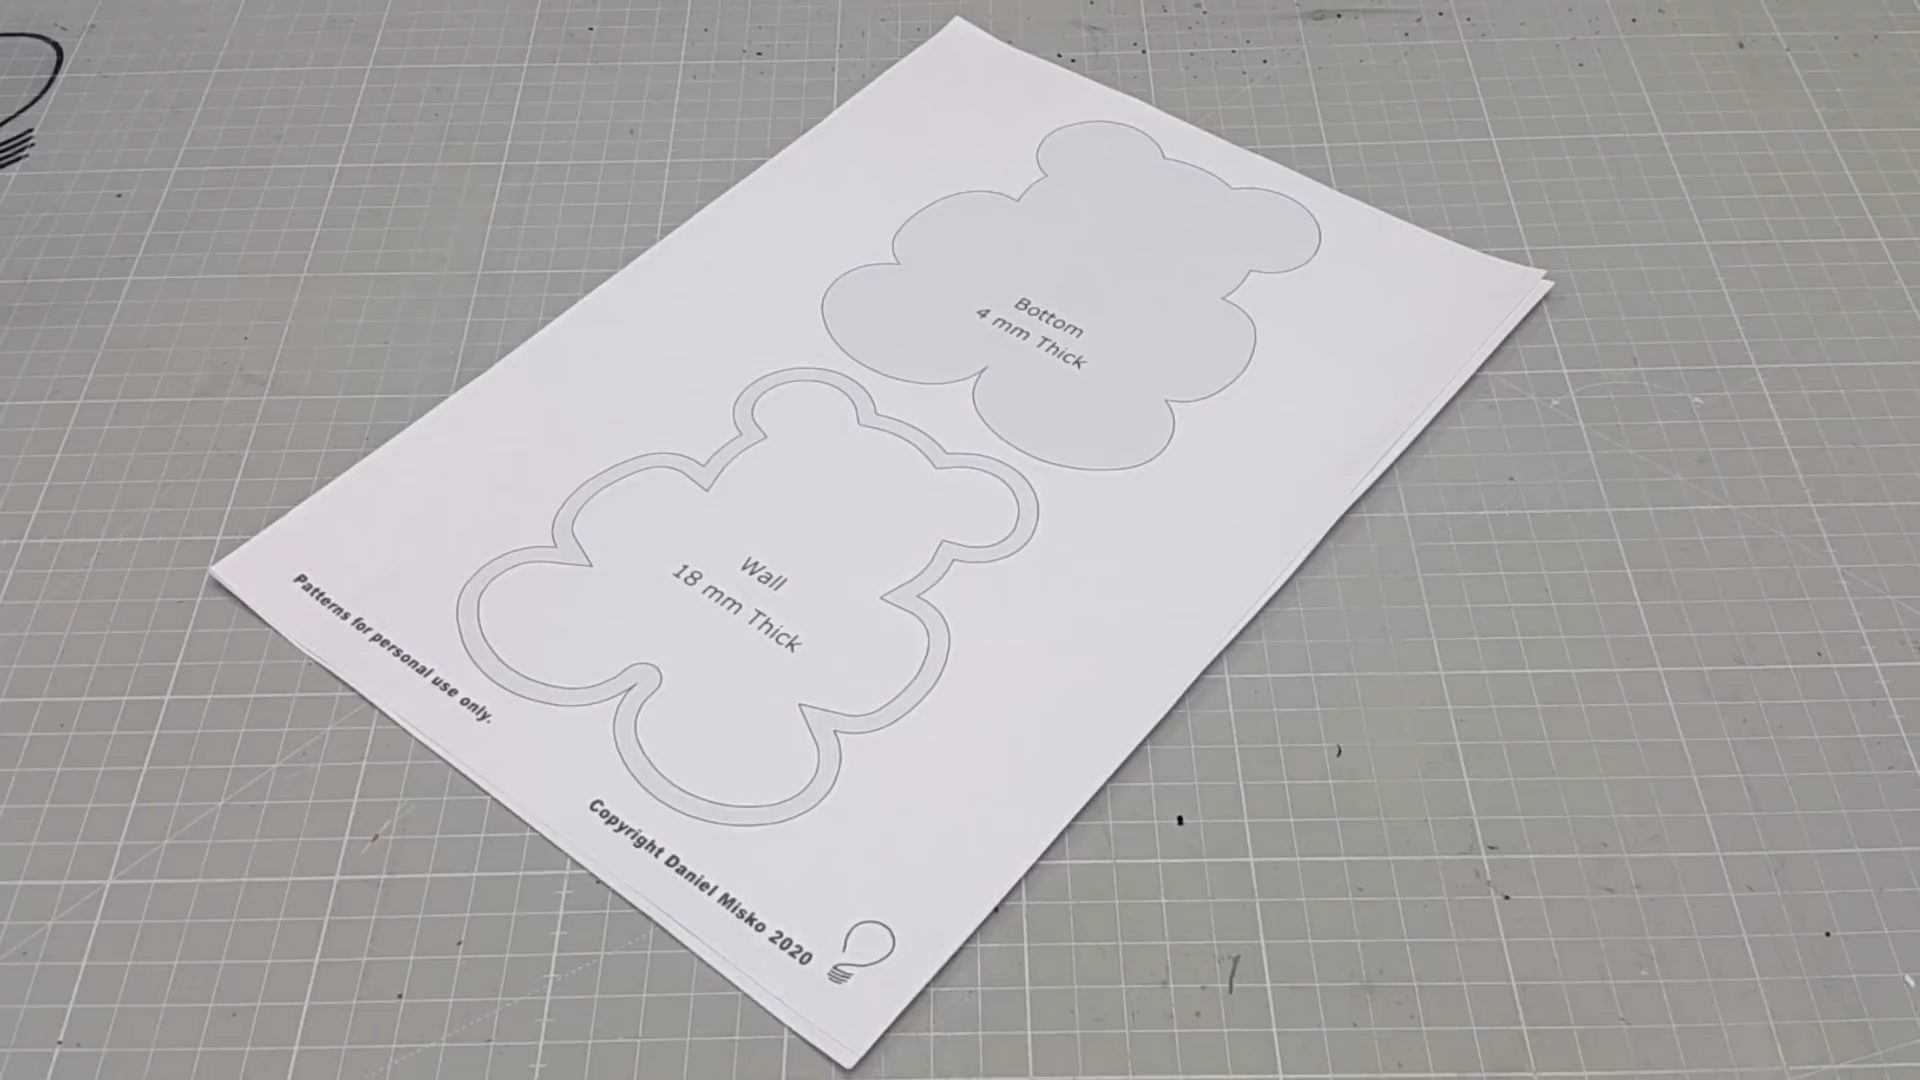 Bottom
4 mm Thick
Wall
18 mm Thick
Patterns for personal use only.
Copyright Daniel Misko 2020